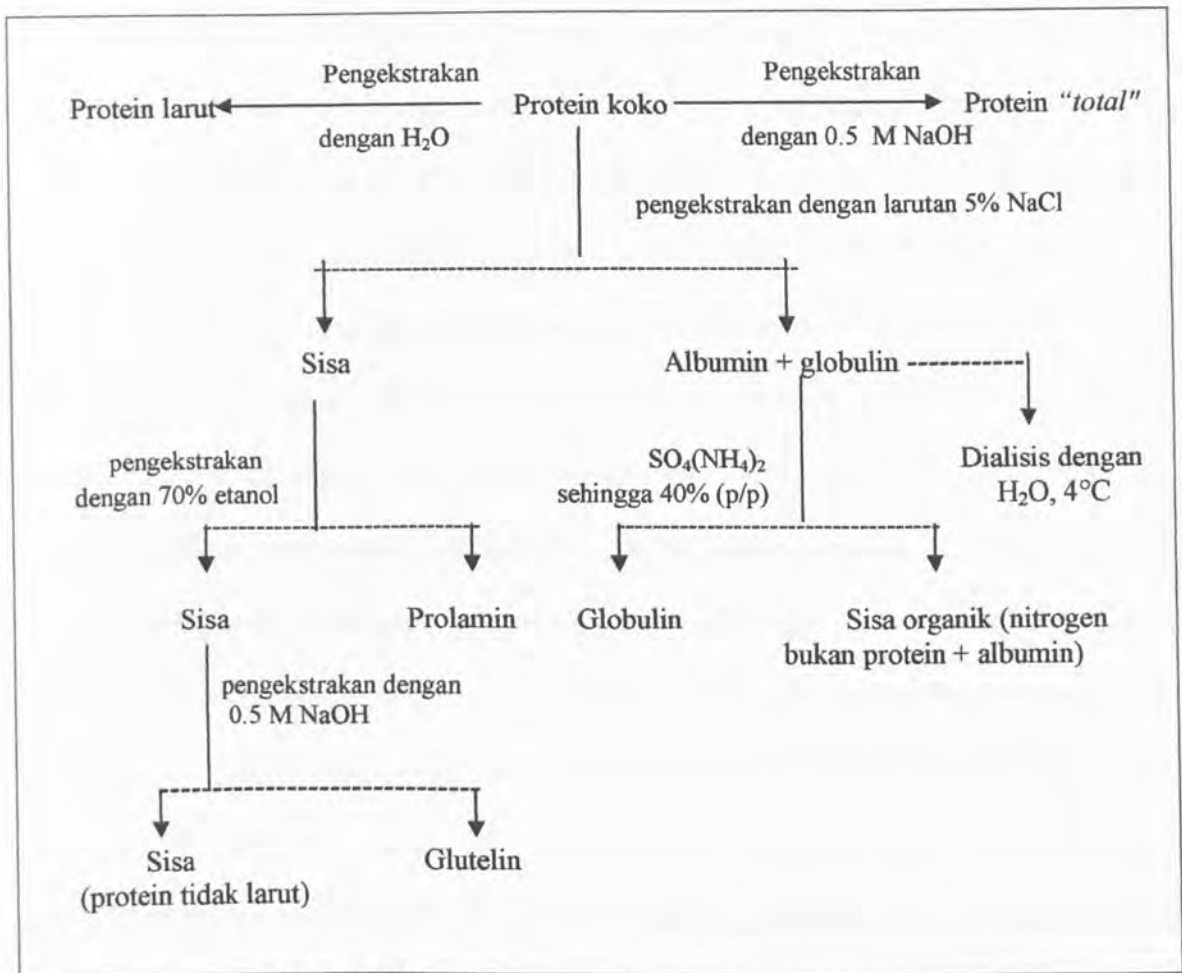 Pengekstrakan
Pengekstrakan
Protein larut
Protein koko
Protein "total"
dengan H₂O
dengan 0.5 M NaOH
pengekstrakan dengan larutan 5% NaCl
Sisa
Albumin + globulin
pengekstrakan
dengan 70% etanol
SO₄(NH₄)₂
sehingga 40% (p/p)
Dialisis dengan
H₂O, 4°C
Sisa
Prolamin
Globulin
Sisa organik (nitrogen
bukan protein + albumin)
pengekstrakan dengan
0.5 M NaOH
Sisa
(protein tidak larut)
Glutelin